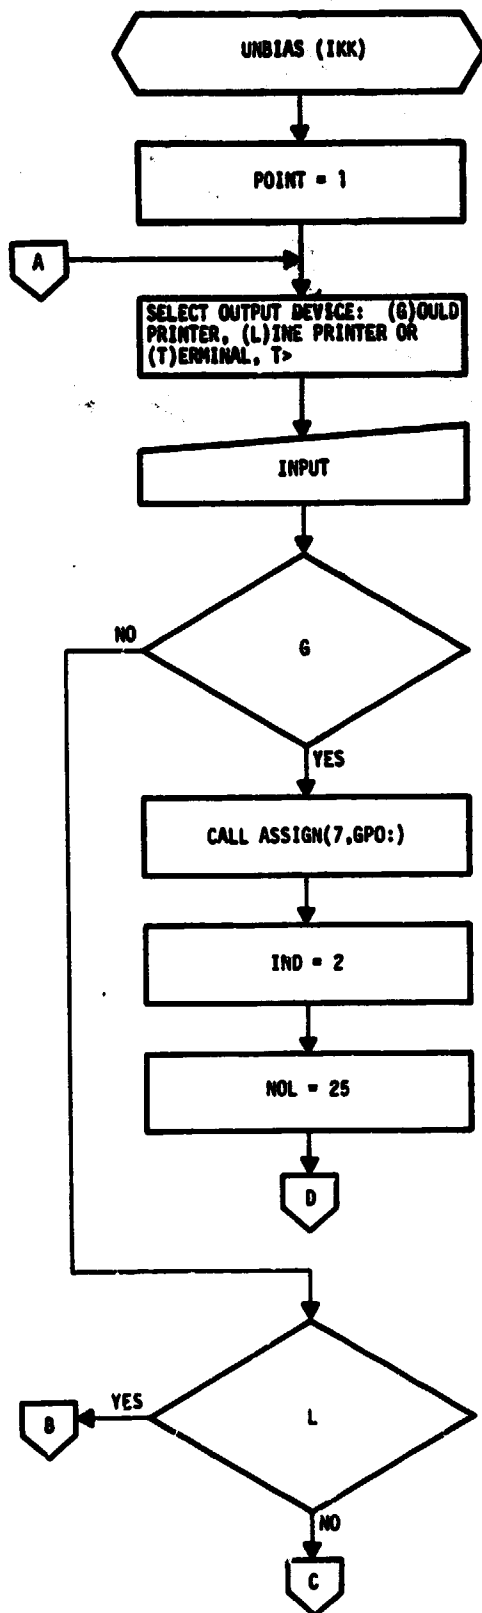 UNBIAS (IKK)
POINT = 1
A
SELECT OUTPUT DEVICE: (G)OULD
PRINTER, (L)INE PRINTER OR
(T)ERMINAL, T>
INPUT
NO
G
YES
CALL ASSIGN(7,GPO:)
IND = 2
NOL = 25
D
YES
B
L
NO
C